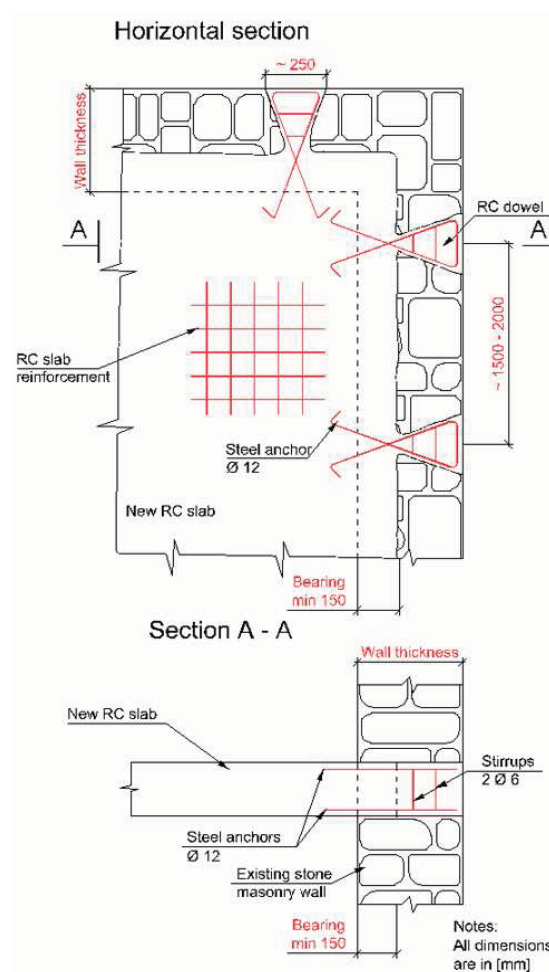 Horizontal section
~ 250
Wall thickness
A
RC dowel
A
RC slab
reinforcement
~ 1500 - 2000
Steel anchor
Ø 12
New RC slab
Bearing
min 150
Section A - A
Wall thickness
New RC slab
Stirrups
2 Ø 6
Steel anchors
Ø 12
Existing stone
masonry wall
Bearing
min 150
Notes:
All dimensions
are in [mm]